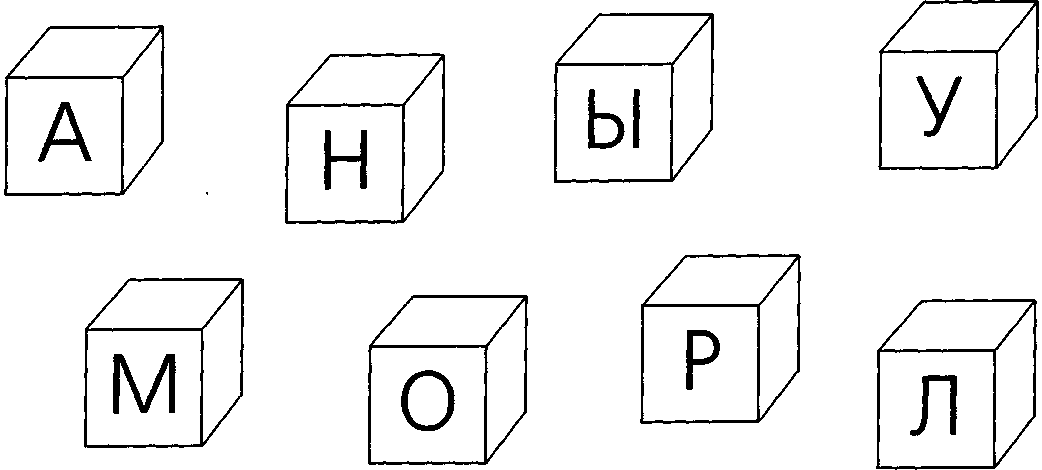 А Н Ы У
М О Р Л